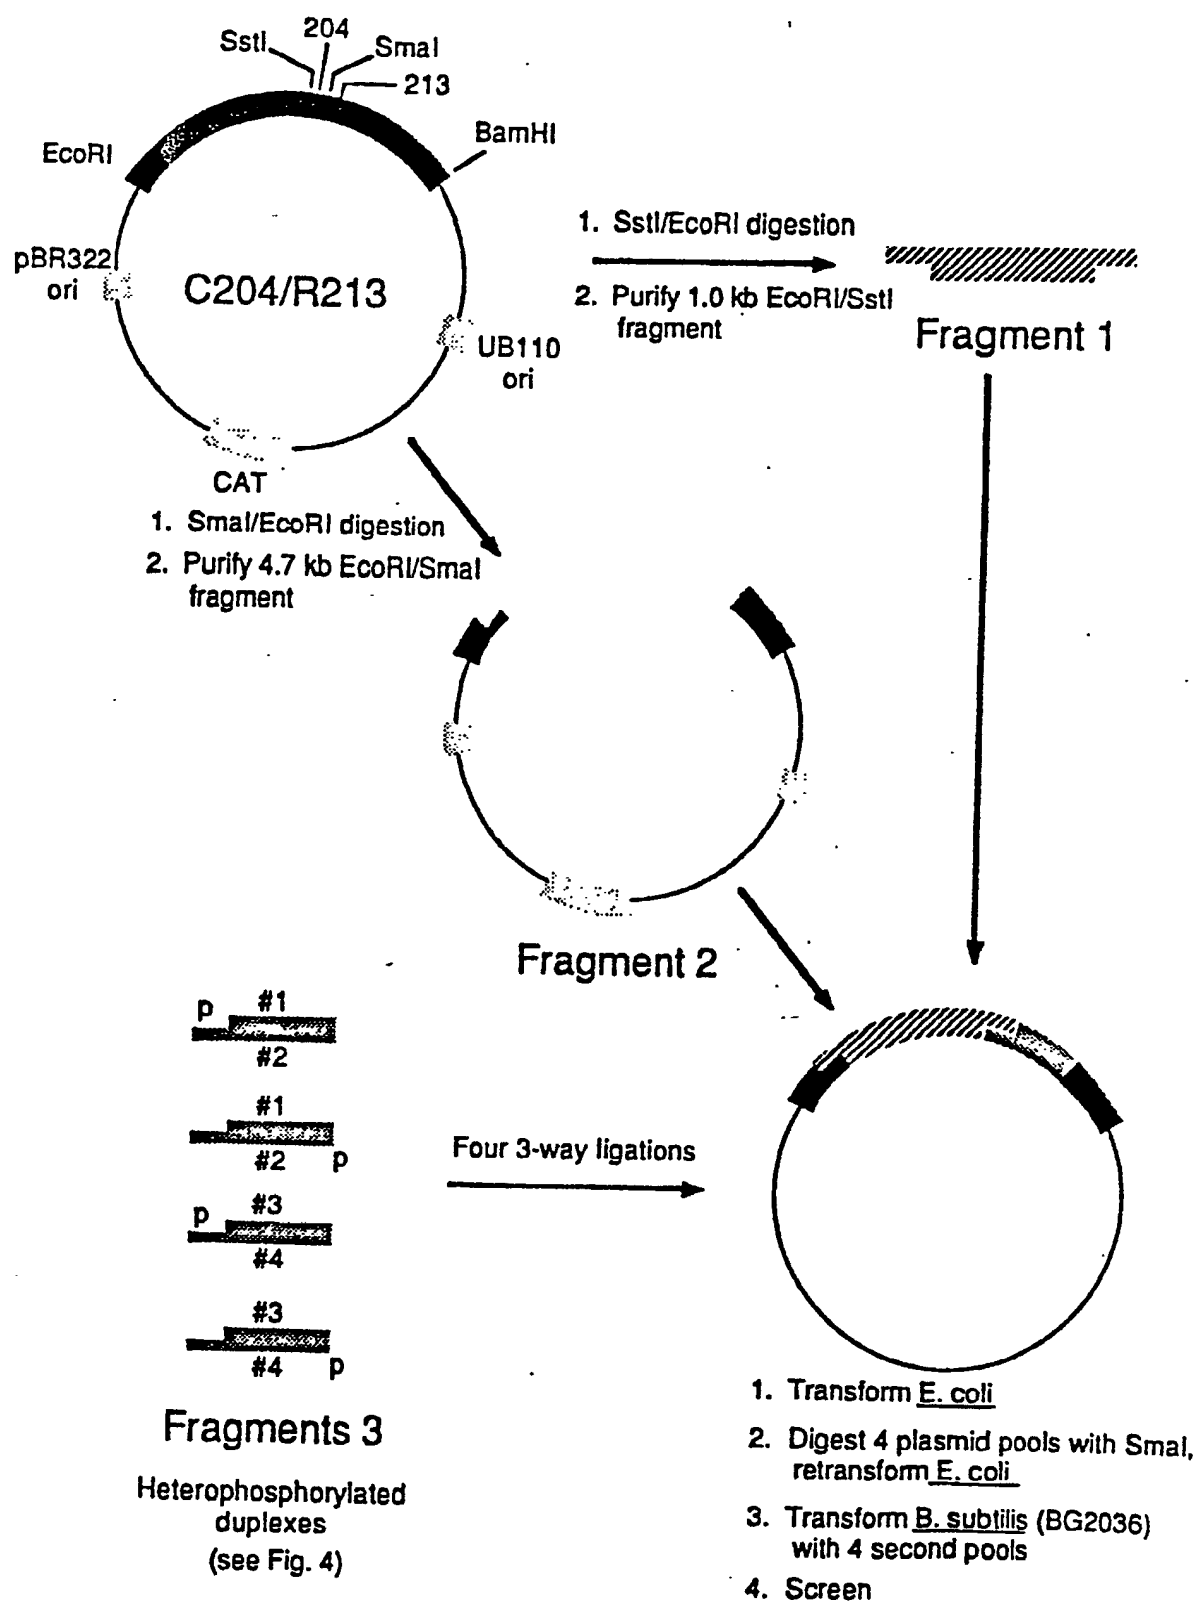 SstI
204
SmaI
213
EcoRI
BamHI
pBR322
ori
C204/R213
UB110
ori
CAT
1. SstI/EcoRI digestion
2. Purify 1.0 kb EcoRI/SstI
fragment
Fragment 1
1. SmaI/EcoRI digestion
2. Purify 4.7 kb EcoRI/SmaI
fragment
Fragment 2
p #1
#2
#1
#2 p
p #3
#4
#3
#4 p
Fragments 3
Heterophosphorylated
duplexes
(see Fig. 4)
Four 3-way ligations
1. Transform E. coli
2. Digest 4 plasmid pools with SmaI,
retransform E. coli
3. Transform B. subtilis (BG2036)
with 4 second pools
4. Screen